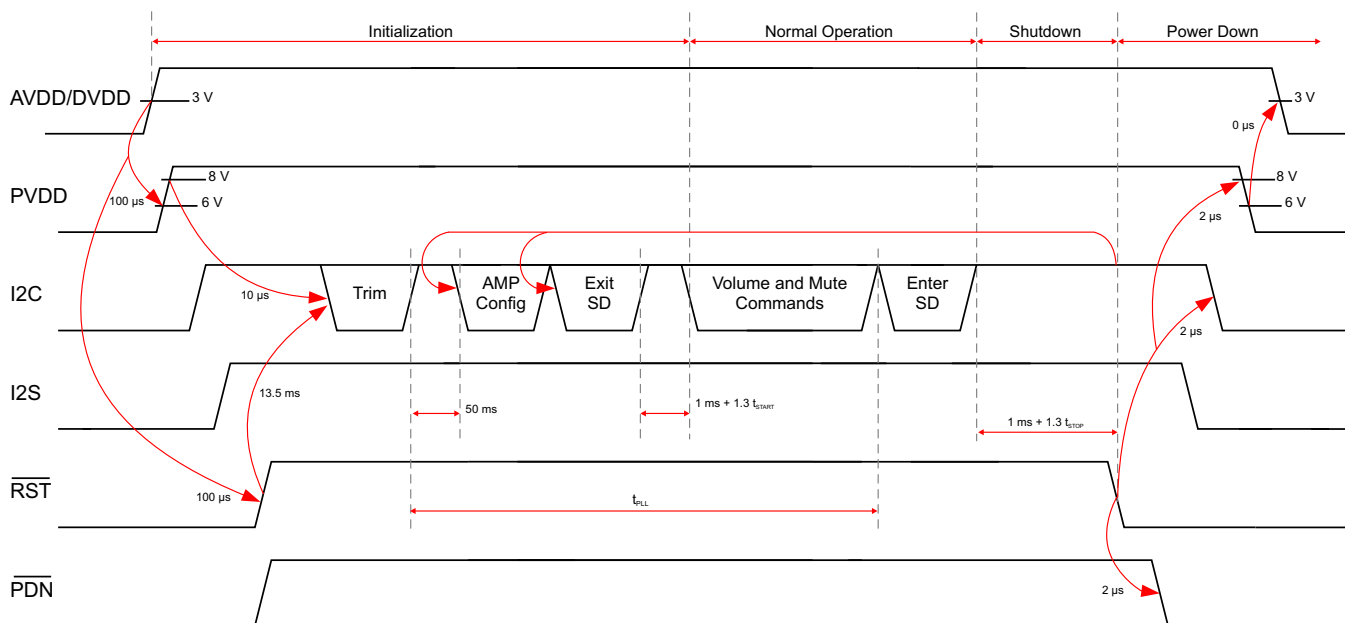 Initialization
Normal Operation
Shutdown
Power Down
AVDD/DVDD
3 V
3 V
0 µs
PVDD
8 V
6 V
100 µs
8 V
6 V
2 µs
I2C
10 µs
Trim
AMP
Config
Exit
SD
Volume and Mute
Commands
Enter
SD
2 µs
I2S
13.5 ms
50 ms
1 ms + 1.3 tSTART
1 ms + 1.3 tSTOP
RST
100 µs
tPLL
PDN
2 µs